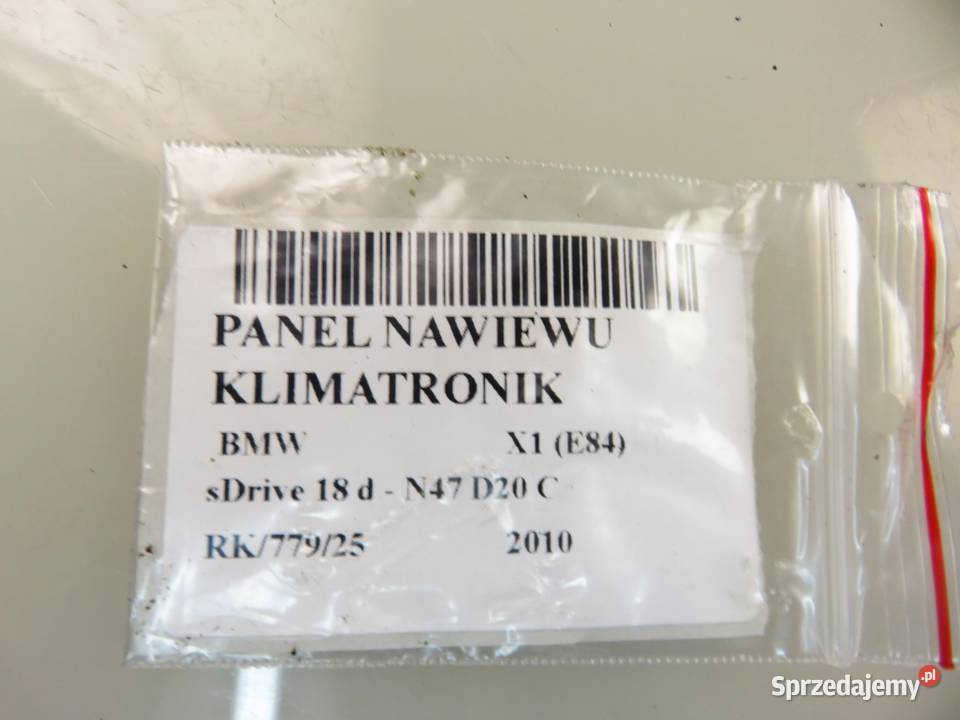 PANEL NAWIEWU
KLIMATRONIK
BMW X1 (E84)
sDrive 18 d - N47 D20 C
RK/779/25 2010
Sprzedajemy.pl